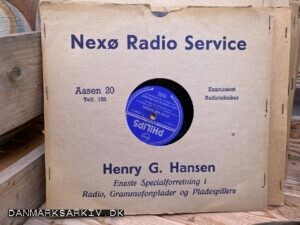 Nexø Radio Service
Aasen 20
Telf. 188
Examineret
Radiotekniker
PHILIPS
Henry G. Hansen
Eneste Specialforretning i
Radio, Grammofonplader og Pladespillere
DANMARKSARKIV.DK